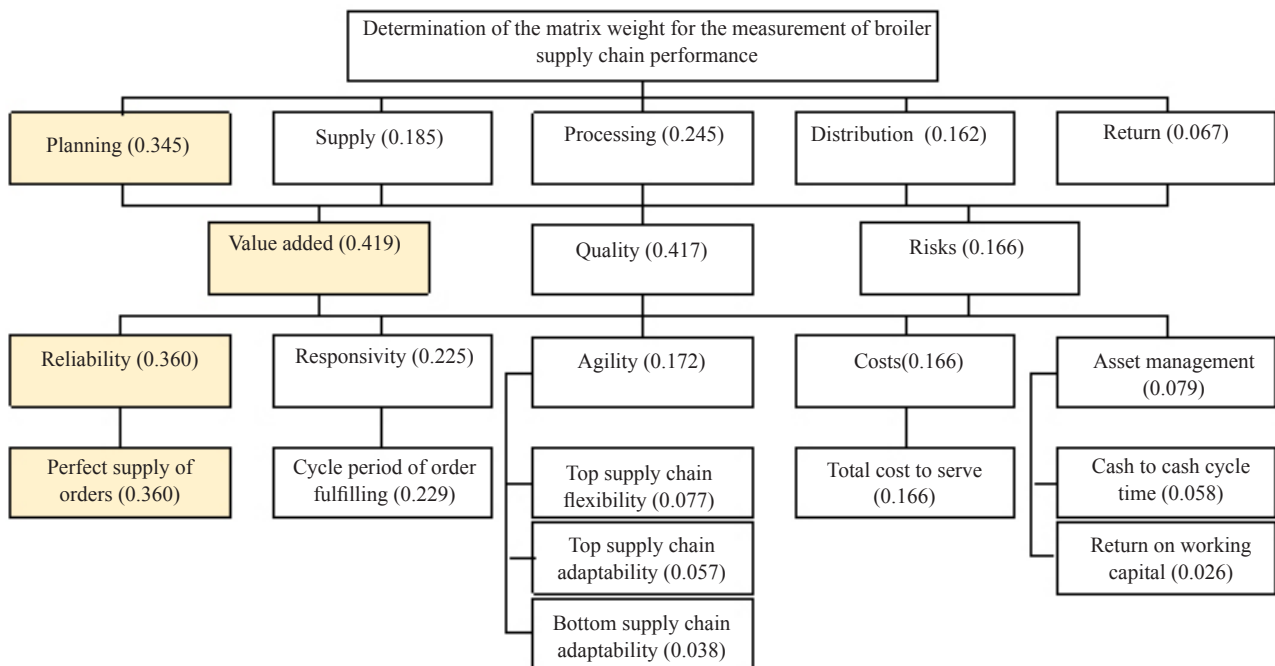 Determination of the matrix weight for the measurement of broiler
supply chain performance
Planning (0.345)
Supply (0.185)
Processing (0.245)
Distribution (0.162)
Return (0.067)
Value added (0.419)
Quality (0.417)
Risks (0.166)
Reliability (0.360)
Responsivity (0.225)
Agility (0.172)
Costs(0.166)
Asset management
(0.079)
Perfect supply of
orders (0.360)
Cycle period of order
fulfilling (0.229)
Top supply chain
flexibility (0.077)
Top supply chain
adaptability (0.057)
Bottom supply chain
adaptability (0.038)
Total cost to serve
(0.166)
Cash to cash cycle
time (0.058)
Return on working
capital (0.026)